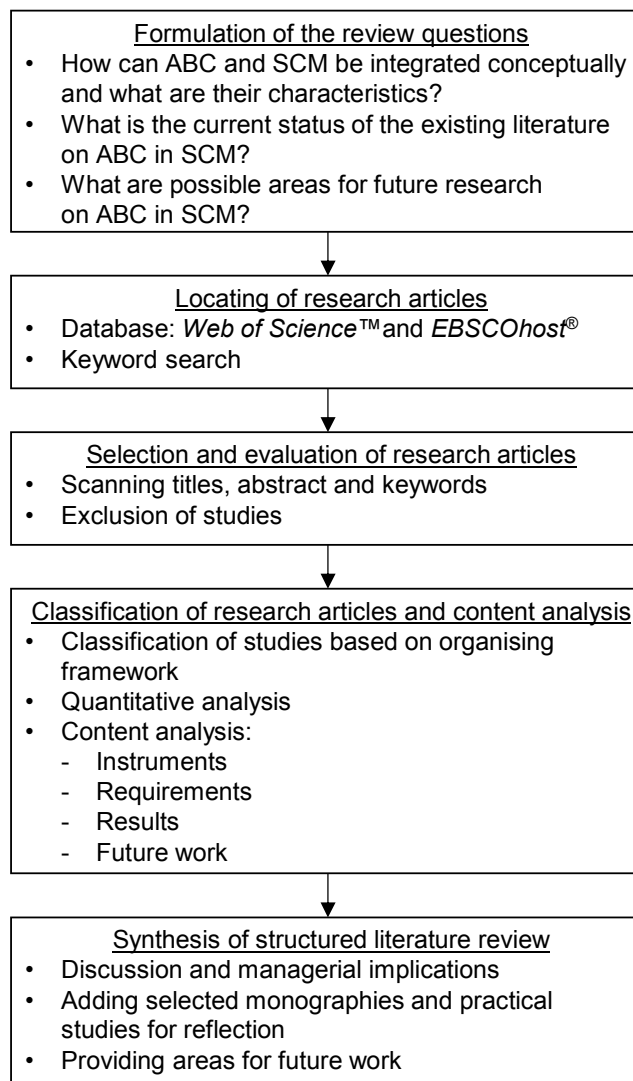 Formulation of the review questions
• How can ABC and SCM be integrated conceptually
and what are their characteristics?
• What is the current status of the existing literature
on ABC in SCM?
• What are possible areas for future research
on ABC in SCM?
Locating of research articles
• Database: Web of Science™ and EBSCOhost®
• Keyword search
Selection and evaluation of research articles
• Scanning titles, abstract and keywords
• Exclusion of studies
Classification of research articles and content analysis
• Classification of studies based on organising
framework
• Quantitative analysis
• Content analysis:
- Instruments
- Requirements
- Results
- Future work
Synthesis of structured literature review
• Discussion and managerial implications
• Adding selected monographies and practical
studies for reflection
• Providing areas for future work